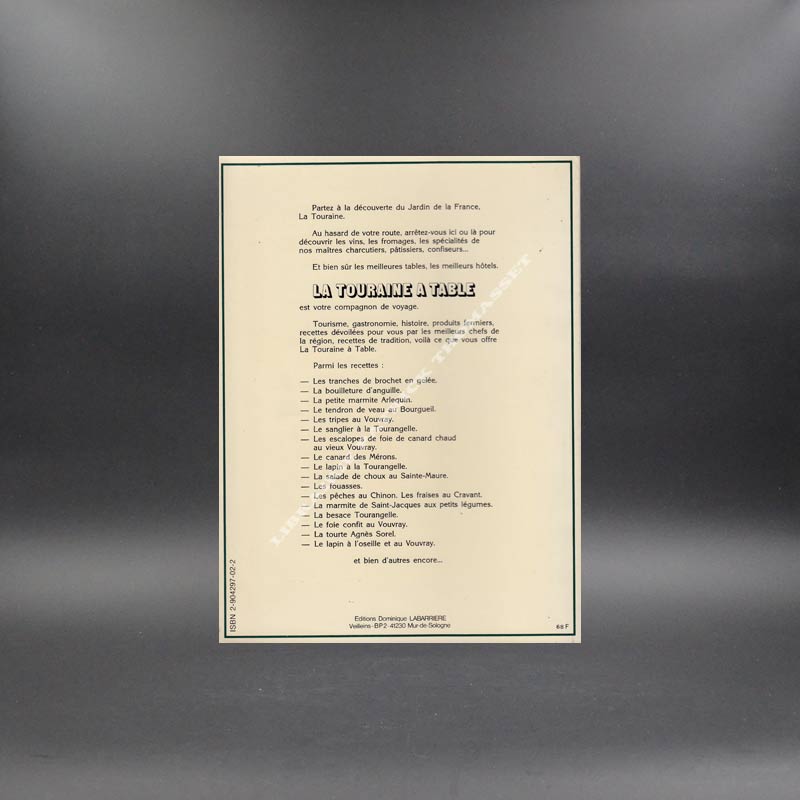 Partez à la découverte du Jardin de la France,
La Touraine.
Au hasard de votre route, arrêtez-vous ici ou là pour
découvrir les vins, les fromages, les spécialités de
nos maîtres charcutiers, pâtissiers, confiseurs...
Et bien sûr les meilleures tables, les meilleurs hôtels.
LA TOURAINE A TABLE
est votre compagnon de voyage.
Tourisme, gastronomie, histoire, produits fermiers,
recettes dévoilées pour vous par les meilleurs chefs de
la région, recettes de tradition, voilà ce que vous offre
La Touraine à Table.
Parmi les recettes :
— Les tranches de brochet en gelée.
— La bouilleture d'anguille.
— La petite marmite Arlequin.
— Le tendron de veau au Bourgueil.
— Les tripes au Vouvray.
— Le sanglier à la Tourangelle.
— Les escalopes de foie de canard chaud
au vieux Vouvray.
— Le canard des Mérons.
— Le lapin à la Tourangelle.
— La salade de choux au Sainte-Maure.
— Les fouasses.
— Les pêches au Chinon. Les fraises au Cravant.
— La marmite de Saint-Jacques aux petits légumes.
— La besace Tourangelle.
— Le foie confit au Vouvray.
— La tourte Agnès Sorel.
— Le lapin à l'oseille et au Vouvray.
et bien d'autres encore...
Editions Dominique LABARRIERE
Veilleins - BP 2 - 41230 Mur-de-Sologne
68 F
ISBN 2-904297-02-2